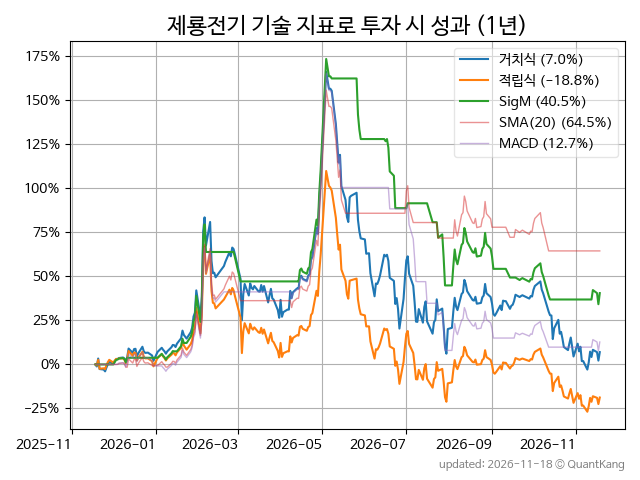 제룡전기 기술 지표로 투자 시 성과 (1년)
175%
150%
125%
100%
75%
50%
25%
0%
−25%
거치식 (7.0%)
적립식 (-18.8%)
SigM (40.5%)
SMA(20) (64.5%)
MACD (12.7%)
2025-11 2026-01 2026-03 2026-05 2026-07 2026-09 2026-11
updated: 2026-11-18 © QuantKang